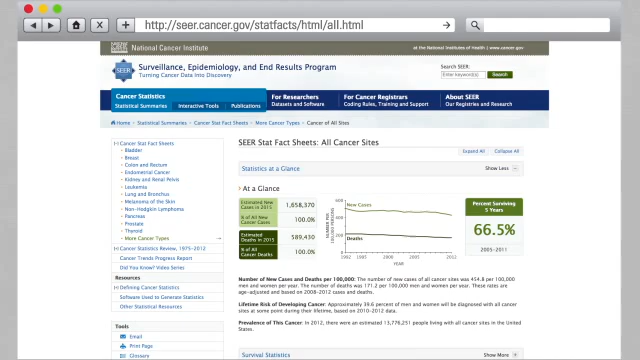 http://seer.cancer.gov/statfacts/html/all.html
National Cancer Institute
at the National Institutes of Health | www.cancer.gov
SEER
Surveillance, Epidemiology, and End Results Program
Turning Cancer Data Into Discovery
Search SEER:
Enter keyword(s)
Search
Cancer Statistics
Statistical Summaries
Interactive Tools
Publications
For Researchers
Datasets and Software
For Cancer Registrars
Coding Rules, Training and Support
About SEER
Our Registries and Research
Home > Statistical Summaries > Cancer Stat Fact Sheets > More Cancer Types > Cancer of All Sites
Cancer Stat Fact Sheets
Bladder
Breast
Colon and Rectum
Endometrial Cancer
Kidney and Renal Pelvis
Leukemia
Lung and Bronchus
Melanoma of the Skin
Non-Hodgkin Lymphoma
Pancreas
Prostate
Thyroid
More Cancer Types
Cancer Statistics Review, 1975-2012
Cancer Trends Progress Report
Did You Know? Video Series
Resources
Defining Cancer Statistics
Software Used to Generate Statistics
Other Statistical Resources
Tools
Email
Print Page
Glossary
SEER Stat Fact Sheets: All Cancer Sites
Expand All
Collapse All
Statistics at a Glance
Show Less
At a Glance
Estimated New Cases in 2015
1,658,370
% of All New Cancer Cases
100.0%
Estimated Deaths in 2015
589,430
% of All Cancer Deaths
100.0%
NUMBER PER 100,000 PERSONS
New Cases
Deaths
1992
1995
2000
2005
2012
YEAR
Percent Surviving
5 Years
66.5%
2005-2011
Number of New Cases and Deaths per 100,000: The number of new cases of all cancer sites was 454.8 per 100,000
men and women per year. The number of deaths was 171.2 per 100,000 men and women per year. These rates are
age-adjusted and based on 2008-2012 cases and deaths.
Lifetime Risk of Developing Cancer: Approximately 39.6 percent of men and women will be diagnosed with all cancer
sites at some point during their lifetime, based on 2010-2012 data.
Prevalence of This Cancer: In 2012, there were an estimated 13,776,251 people living with all cancer sites in the
United States.
Survival Statistics
Show More